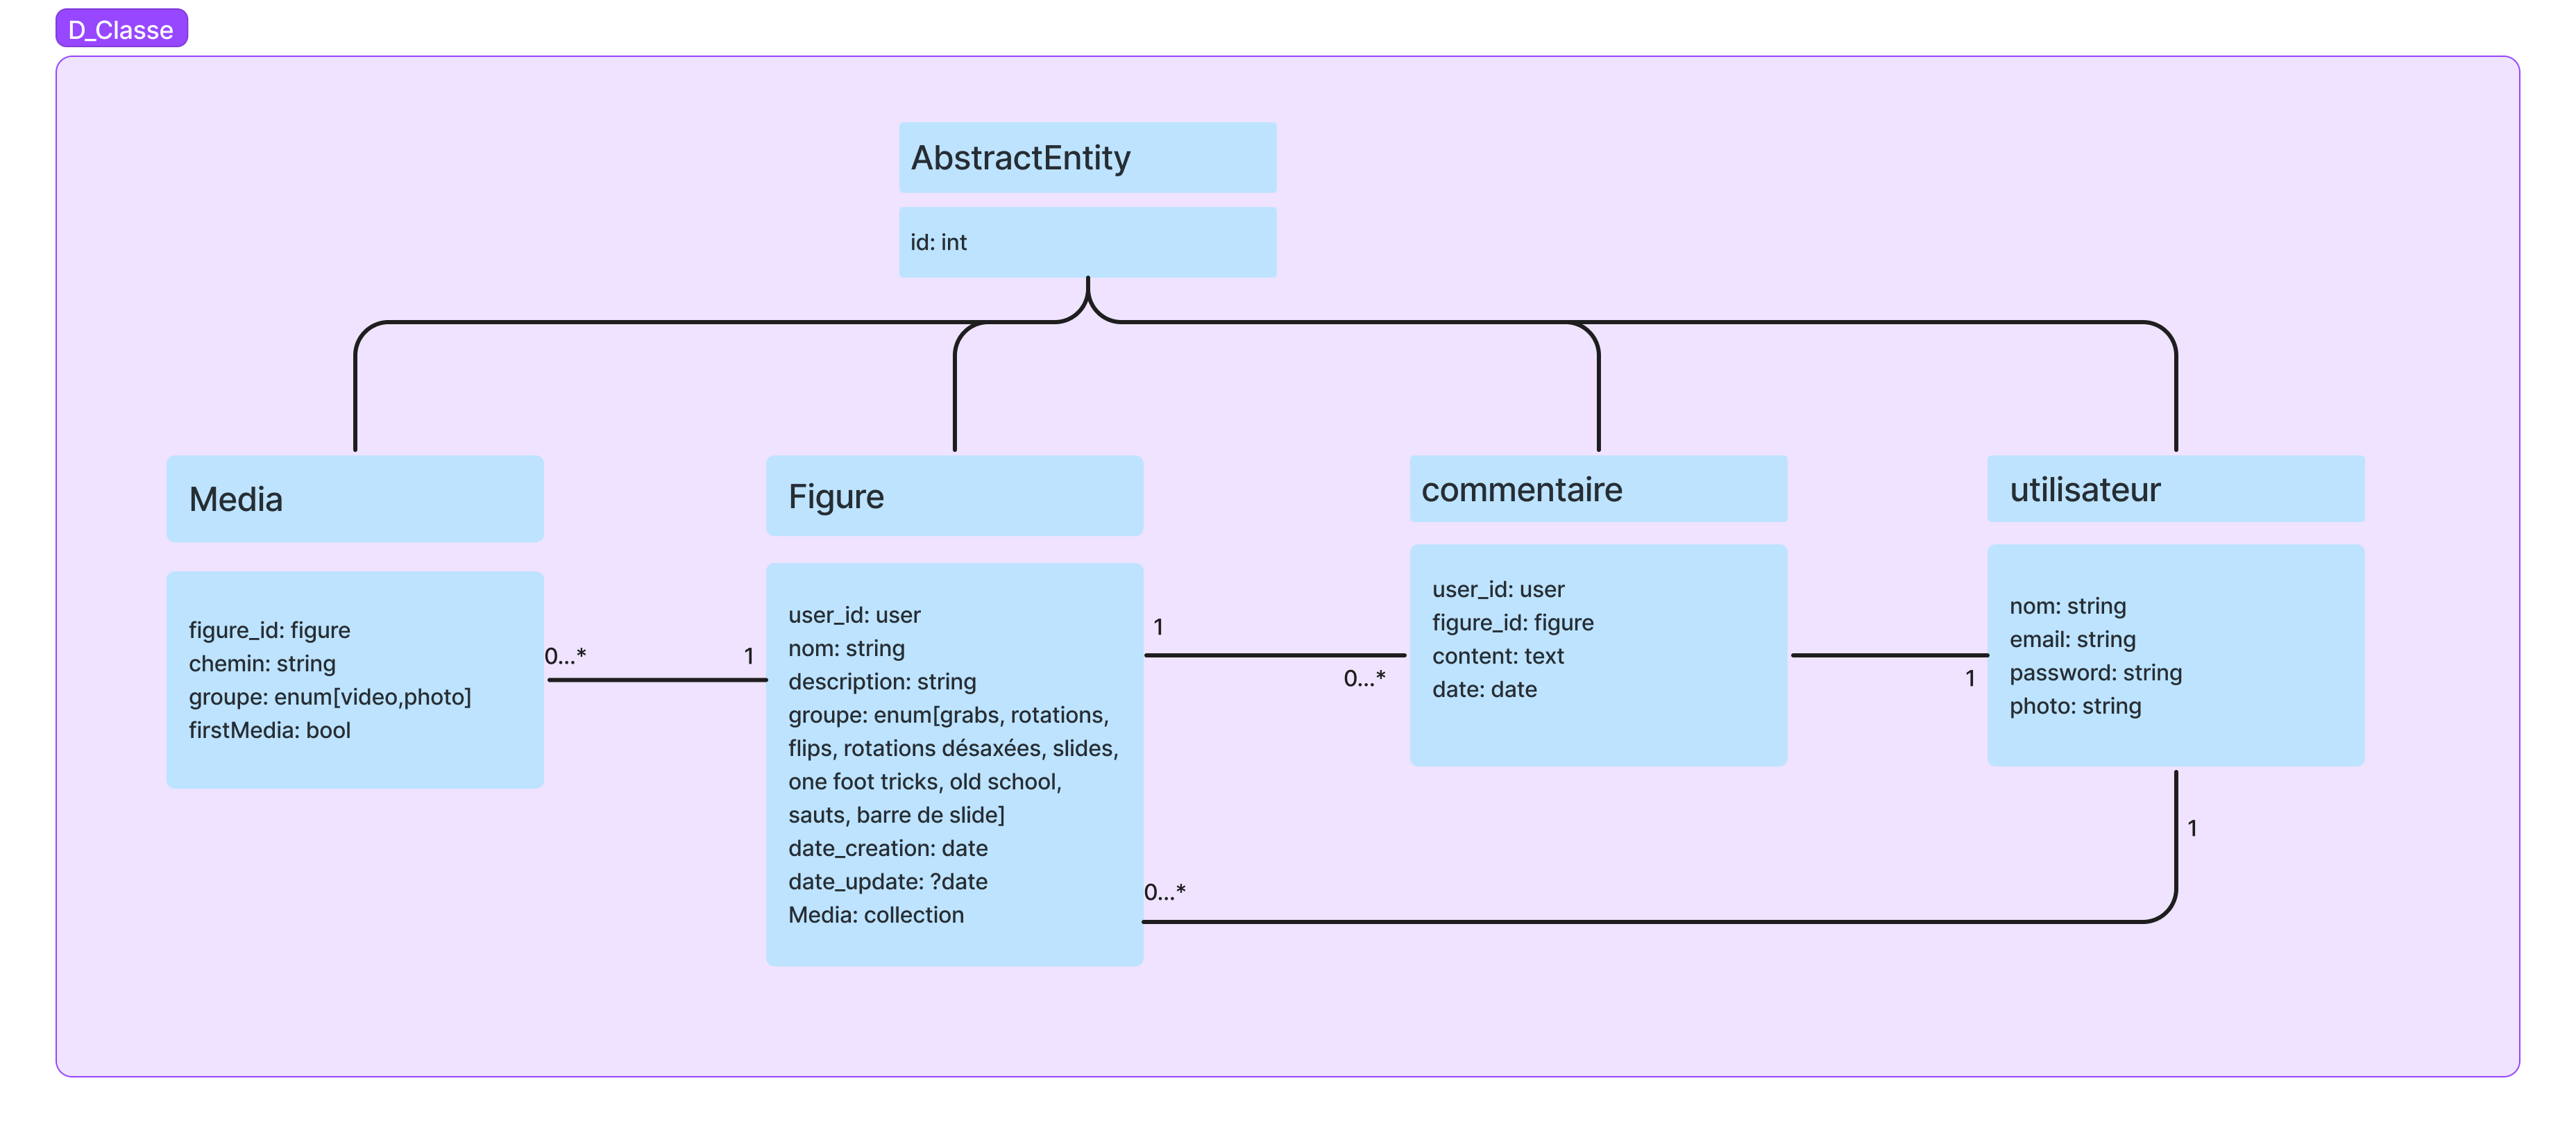 D_Classe
AbstractEntity
id: int
Media
figure_id: figure
chemin: string
groupe: enum[video,photo]
firstMedia: bool
0...*
1
Figure
user_id: user
nom: string
description: string
groupe: enum[grabs, rotations,
flips, rotations désaxées, slides,
one foot tricks, old school,
sauts, barre de slide]
date_creation: date
date_update: ?date
Media: collection
1
0...*
0...*
commentaire
user_id: user
figure_id: figure
content: text
date: date
1
utilisateur
nom: string
email: string
password: string
photo: string
1